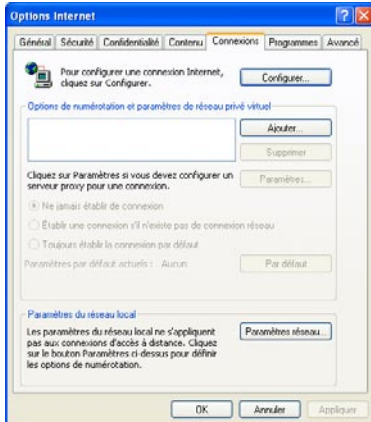 Options Internet
Général Sécurité Confidentialité Contenu Connexions Programmes Avancé
Pour configurer une connexion Internet,
cliquez sur Configurer.
Configurer...
Options de numérotation et paramètres de réseau privé virtuel
Ajouter...
Supprimer
Cliquez sur Paramètres si vous devez configurer un
serveur proxy pour une connexion.
Paramètres...
Ne jamais établir de connexion
Établir une connexion s'il n'existe pas de connexion réseau
Toujours établir la connexion par défaut
Paramètres par défaut actuels : Aucun
Par défaut
Paramètres du réseau local
Les paramètres du réseau local ne s'appliquent
pas aux connexions d'accès à distance. Cliquez
sur le bouton Paramètres ci-dessus pour définir
les options de numérotation.
Paramètres réseau...
OK Annuler Appliquer